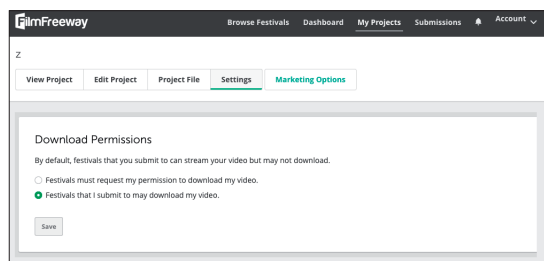 FilmFreeway Browse Festivals Dashboard My Projects Submissions Account
z
View Project Edit Project Project File Settings Marketing Options
Download Permissions
By default, festivals that you submit to can stream your video but may not download.
Festivals must request my permission to download my video.
Festivals that I submit to may download my video.
Save